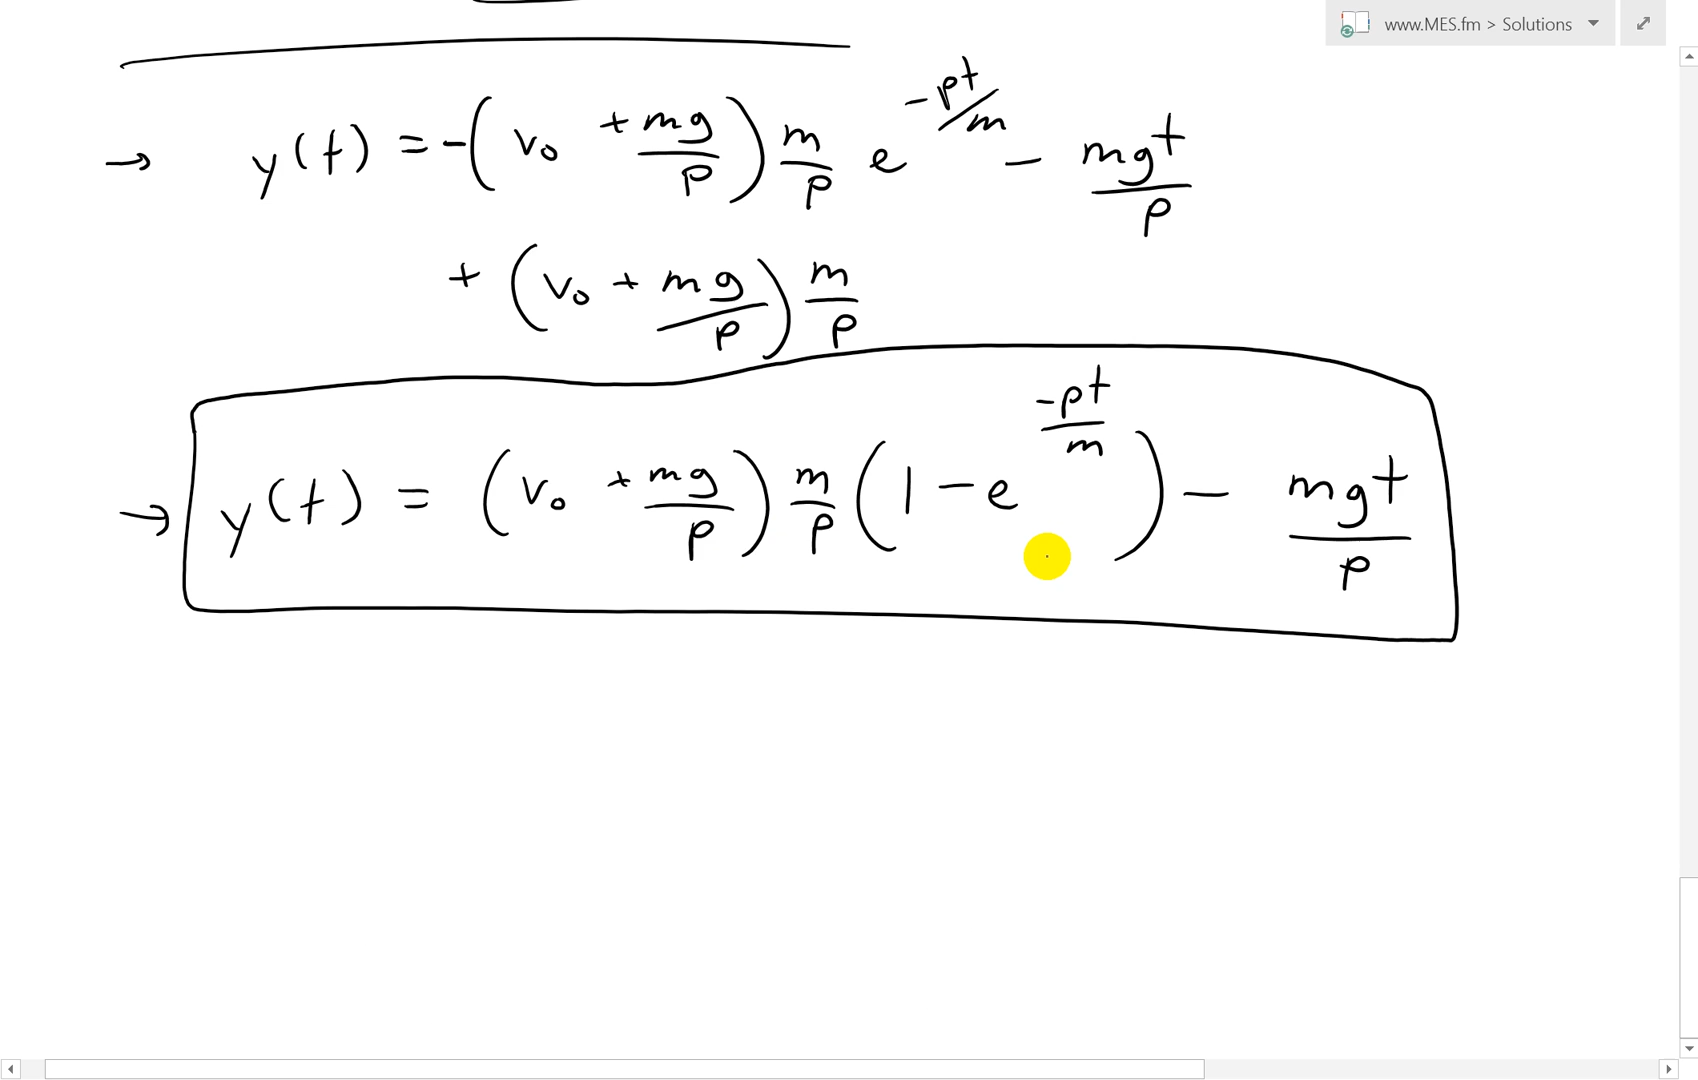 www.MES.fm > Solutions
→ y(t) = -(v₀ + mg/p) m/p e^(-pt/m) - mgt/p
+ (v₀ + mg/p) m/p
→ y(t) = (v₀ + mg/p) m/p (1 - e^(-pt/m)) - mgt/p